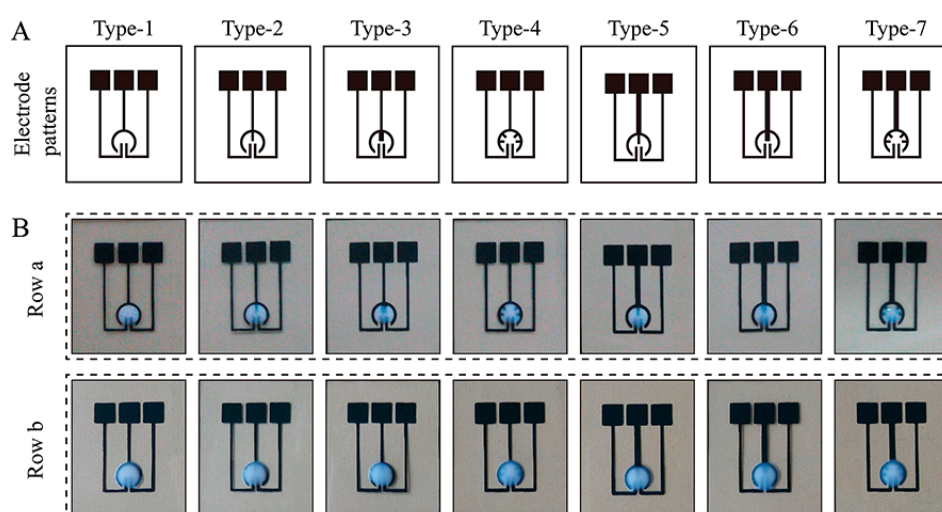 A
Type-1 Type-2 Type-3 Type-4 Type-5 Type-6 Type-7
Electrode
patterns
B
Row a
Row b